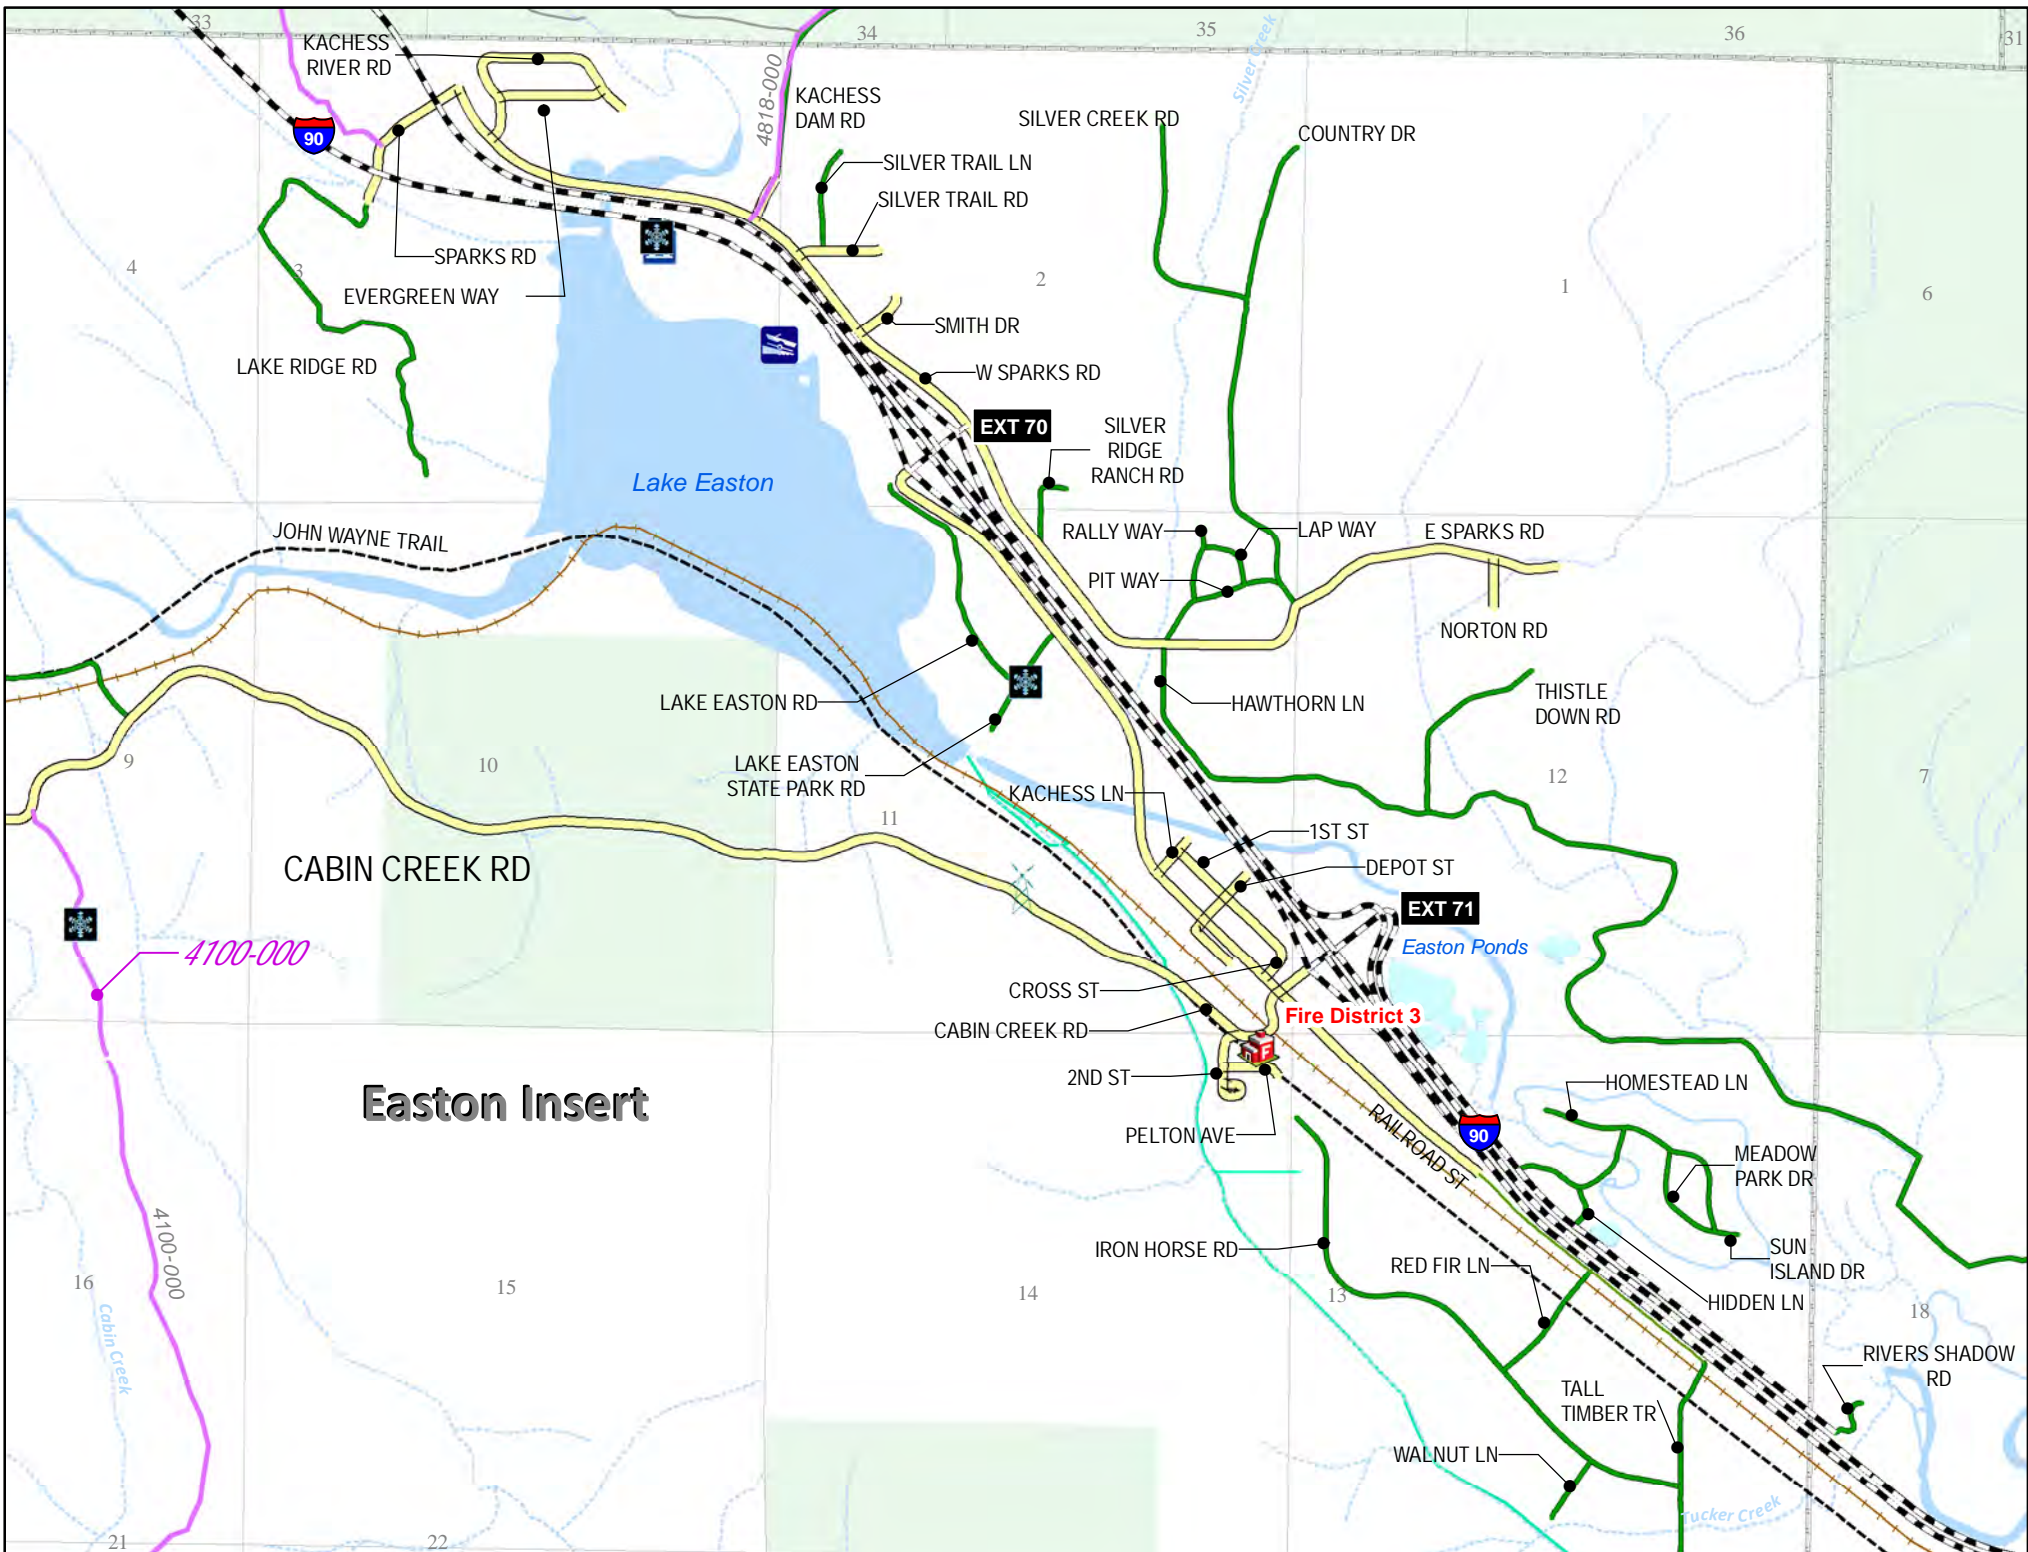 33
34
35
36
31
KACHESS
RIVER RD
4818-000
KACHESS
DAM RD
Silver Creek
SILVER CREEK RD
COUNTRY DR
90
SILVER TRAIL LN
SILVER TRAIL RD
SPARKS RD
EVERGREEN WAY
4
3
2
1
6
SMITH DR
LAKE RIDGE RD
W SPARKS RD
EXT 70
SILVER
RIDGE
RANCH RD
Lake Easton
JOHN WAYNE TRAIL
RALLY WAY
LAP WAY
E SPARKS RD
PIT WAY
NORTON RD
LAKE EASTON RD
HAWTHORN LN
THISTLE
DOWN RD
9
10
LAKE EASTON
STATE PARK RD
KACHESS LN
11
12
7
1ST ST
DEPOT ST
CABIN CREEK RD
EXT 71
Easton Ponds
4100-000
CROSS ST
Fire District 3
CABIN CREEK RD
2ND ST
HOMESTEAD LN
Easton Insert
PELTON AVE
RAILROAD ST
90
MEADOW
PARK DR
4100-000
IRON HORSE RD
RED FIR LN
SUN
ISLAND DR
HIDDEN LN
16
15
14
13
18
Cabin Creek
RIVERS SHADOW
RD
TALL
TIMBER TR
WALNUT LN
Tucker Creek
21
22